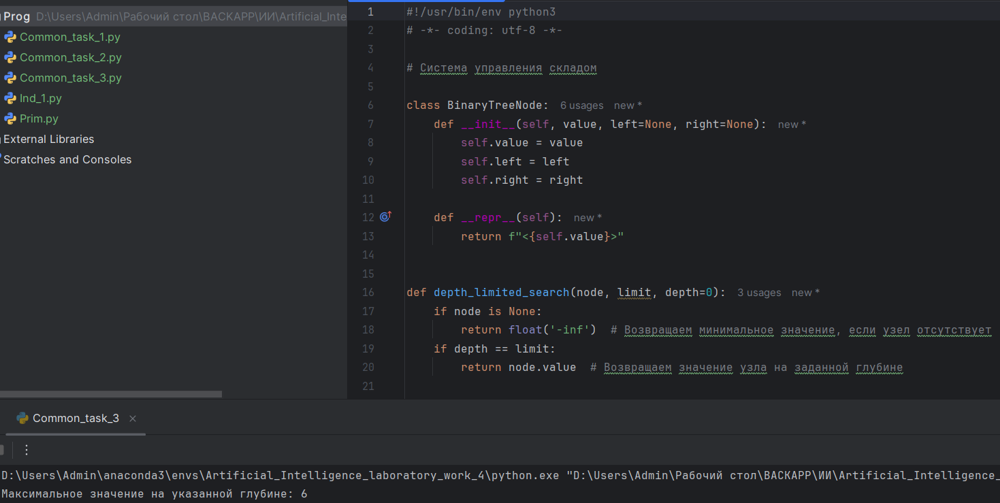 Prog D:\Users\Admin\Рабочий стол\BACKAPP\ИИ\Artificial_Inte
Common_task_1.py
Common_task_2.py
Common_task_3.py
Ind_1.py
Prim.py
External Libraries
Scratches and Consoles
1 #!/usr/bin/env python3
2 # -*- coding: utf-8 -*-
3
4 # Система управления складом
5
6 class BinaryTreeNode: 6 usages new *
7 def __init__(self, value, left=None, right=None): new *
8 self.value = value
9 self.left = left
10 self.right = right
11
12 def __repr__(self): new *
13 return f"<{self.value}>"
14
15
16 def depth_limited_search(node, limit, depth=0): 3 usages new *
17 if node is None:
18 return float('-inf') # Возвращаем минимальное значение, если узел отсутствует
19 if depth == limit:
20 return node.value # Возвращаем значение узла на заданной глубине
21
Common_task_3
D:\Users\Admin\anaconda3\envs\Artificial_Intelligence_laboratory_work_4\python.exe "D:\Users\Admin\Рабочий стол\BACKAPP\ИИ\Artificial_Intelligence_
Максимальное значение на указанной глубине: 6